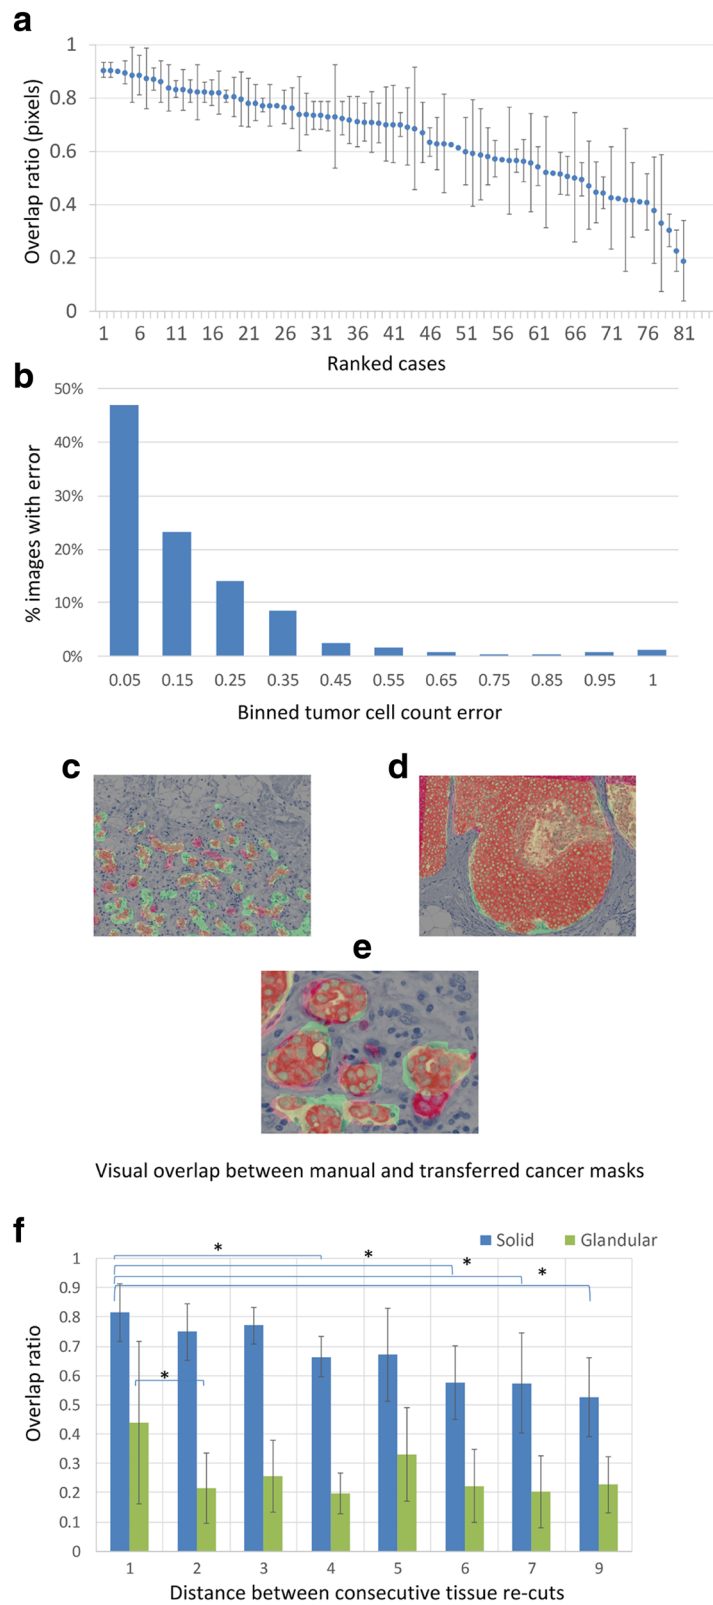 a
Overlap ratio (pixels)
1
0.8
0.6
0.4
0.2
0
1 6 11 16 21 26 31 36 41 46 51 56 61 66 71 76 81
Ranked cases
b
% images with error
50%
40%
30%
20%
10%
0%
0.05 0.15 0.25 0.35 0.45 0.55 0.65 0.75 0.85 0.95 1
Binned tumor cell count error
c
d
e
Visual overlap between manual and transferred cancer masks
f
Solid Glandular
* * * *
*
Overlap ratio
1
0.9
0.8
0.7
0.6
0.5
0.4
0.3
0.2
0.1
0
1 2 3 4 5 6 7 9
Distance between consecutive tissue re-cuts